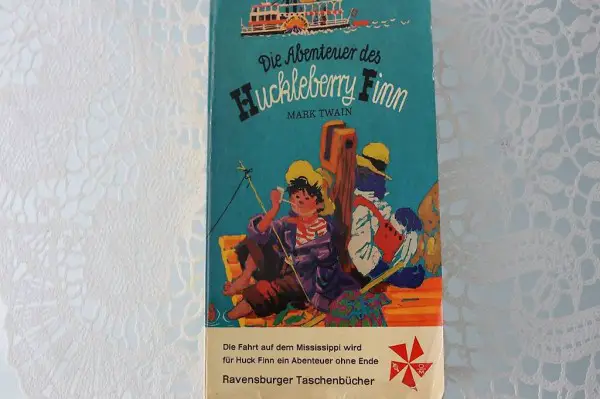 Die Abenteuer des
Huckleberry Finn
MARK TWAIN
Die Fahrt auf dem Mississippi wird
für Huck Finn ein Abenteuer ohne Ende
Ravensburger Taschenbücher